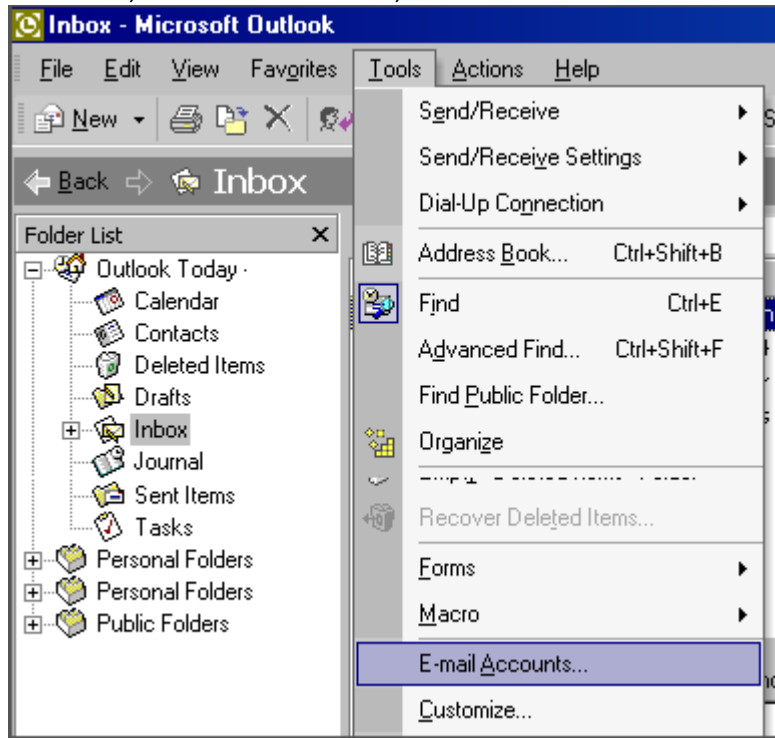 Inbox - Microsoft Outlook
File Edit View Favorites Tools Actions Help
New
Back Inbox
Folder List
Outlook Today -
Calendar
Contacts
Deleted Items
Drafts
Inbox
Journal
Sent Items
Tasks
Personal Folders
Personal Folders
Public Folders
Send/Receive
Send/Receive Settings
Dial-Up Connection
Address Book... Ctrl+Shift+B
Find Ctrl+E
Advanced Find... Ctrl+Shift+F
Find Public Folder...
Organize
Recover Deleted Items...
Forms
Macro
E-mail Accounts...
Customize...